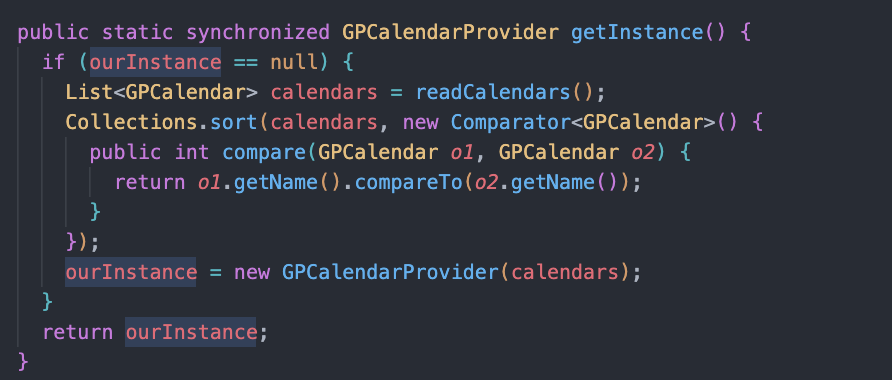 public static synchronized GPCalendarProvider getInstance() {
  if (ourInstance == null) {
    List<GPCalendar> calendars = readCalendars();
    Collections.sort(calendars, new Comparator<GPCalendar>() {
      public int compare(GPCalendar o1, GPCalendar o2) {
        return o1.getName().compareTo(o2.getName());
      }
    });
    ourInstance = new GPCalendarProvider(calendars);
  }
  return ourInstance;
}